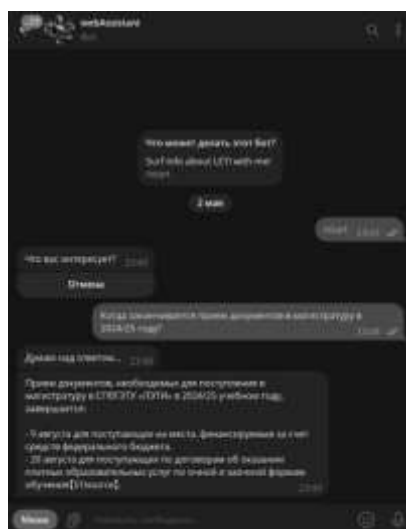 webAssistant
Что может делать этот бот?
Surf info about LETI with me!
/start
2 мая
/start
Что вас интересует?
Отмена
Когда заканчивается прием документов в магистратуру в
2024/25 году?
Думаю над ответом...
Прием документов, необходимых для поступления в
магистратуру в СПбГЭТУ «ЛЭТИ» в 2024/25 учебном году,
завершается:
- 9 августа для поступающих на места, финансируемые за счет
средств федерального бюджета.
- 20 августа для поступающих по договорам об оказании
платных образовательных услуг по очной и заочной формам
обучения
Меню